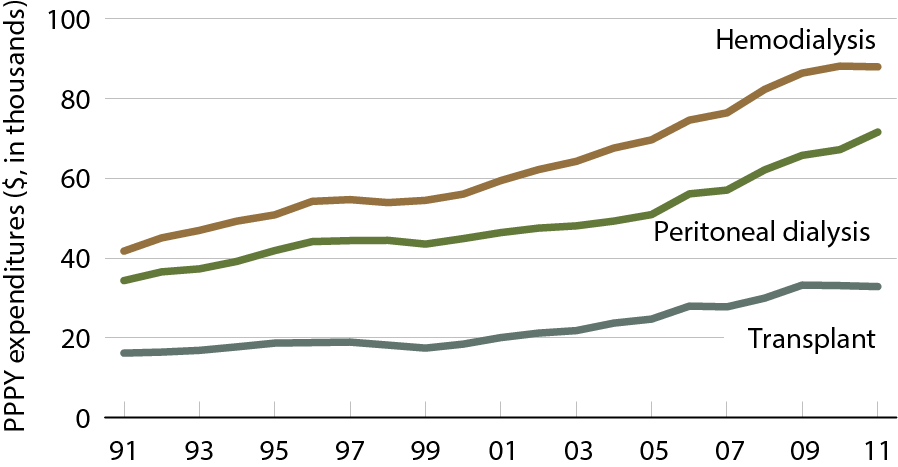 PPPY expenditures ($, in thousands)
100
80
60
40
20
0
Hemodialysis
Peritoneal dialysis
Transplant
91 93 95 97 99 01 03 05 07 09 11